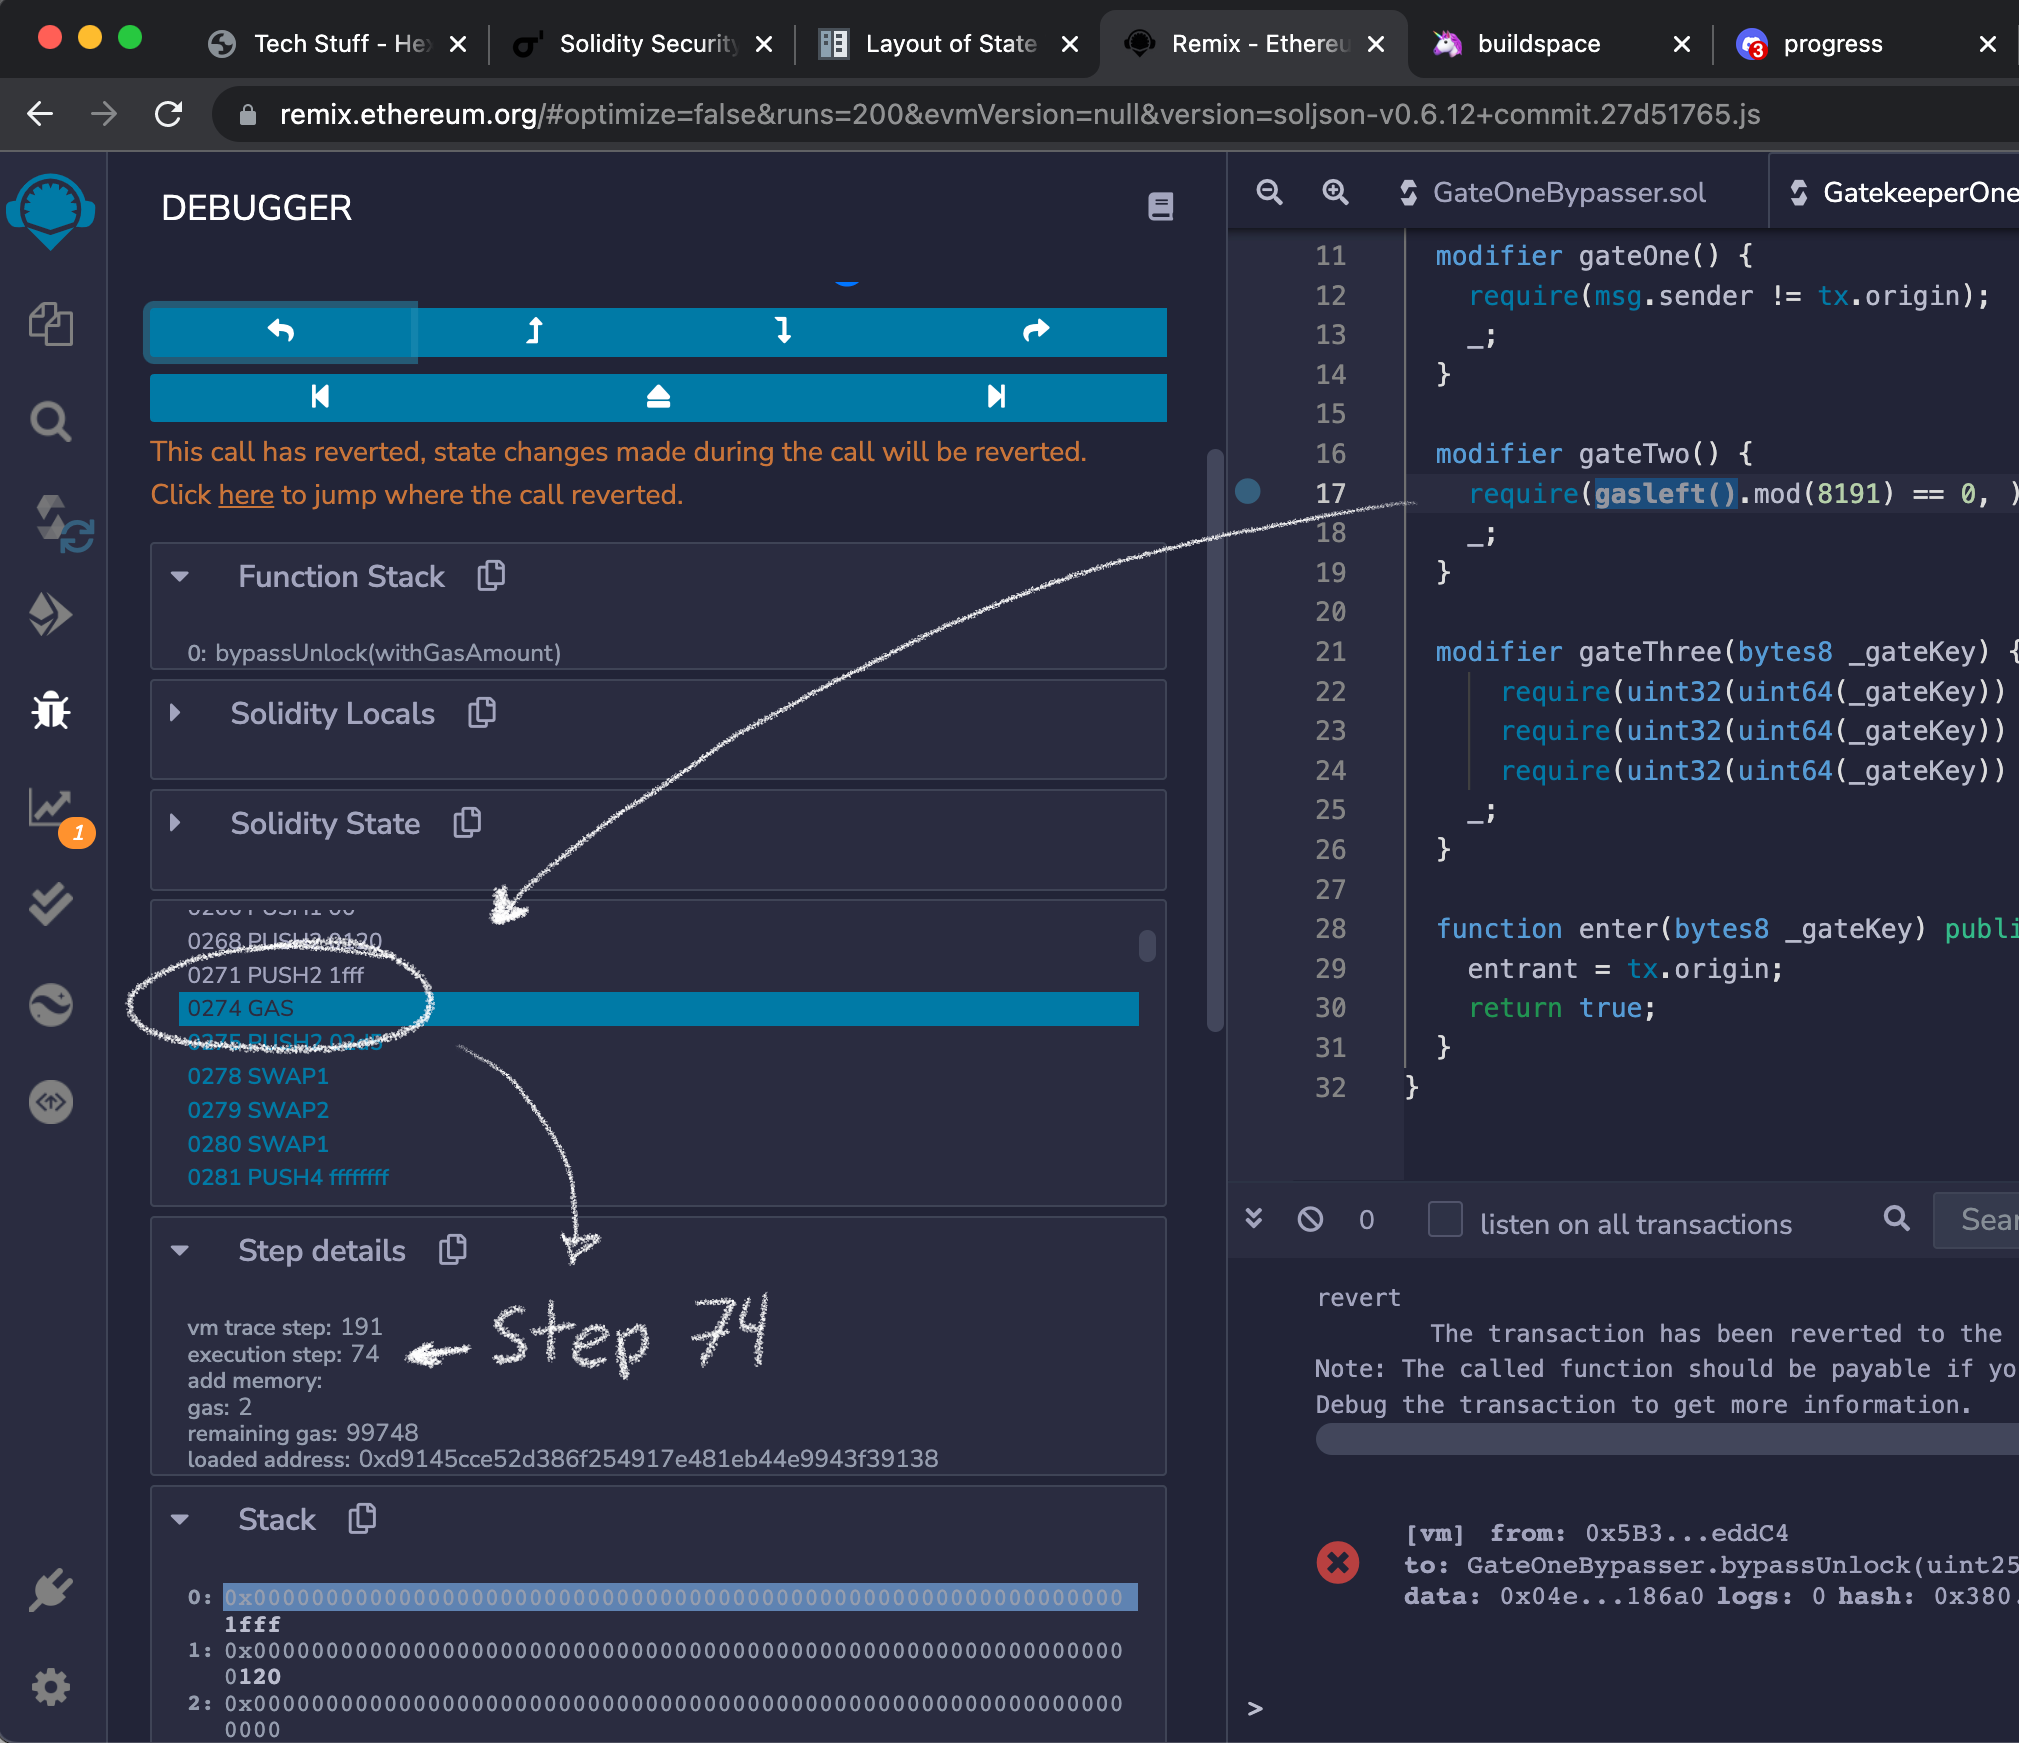 Tech Stuff - Hex
Solidity Security
Layout of State
Remix - Ethereu
buildspace
3
progress
remix.ethereum.org/#optimize=false&runs=200&evmVersion=null&version=soljson-v0.6.12+commit.27d51765.js
DEBUGGER
This call has reverted, state changes made during the call will be reverted.
Click here to jump where the call reverted.
Function Stack
0: bypassUnlock(withGasAmount)
Solidity Locals
Solidity State
0268 PUSH2 0120
0271 PUSH2 1fff
0274 GAS
0275 PUSH2 02d5
0278 SWAP1
0279 SWAP2
0280 SWAP1
0281 PUSH4 ffffffff
Step details
vm trace step: 191
execution step: 74
add memory:
gas: 2
remaining gas: 99748
loaded address: 0xd9145cce52d386f254917e481eb44e9943f39138
Step 74
Stack
0: 0x000000000000000000000000000000000000000000000000000000000000
1fff
1: 0x000000000000000000000000000000000000000000000000000000000000
0120
2: 0x000000000000000000000000000000000000000000000000000000000000
0000
1
GateOneBypasser.sol
GatekeeperOne
11 modifier gateOne() {
12 require(msg.sender != tx.origin);
13 _;
14 }
15
16 modifier gateTwo() {
17 require(gasleft().mod(8191) == 0, )
18 _;
19 }
20
21 modifier gateThree(bytes8 _gateKey) {
22 require(uint32(uint64(_gateKey))
23 require(uint32(uint64(_gateKey))
24 require(uint32(uint64(_gateKey))
25 _;
26 }
27
28 function enter(bytes8 _gateKey) publi
29 entrant = tx.origin;
30 return true;
31 }
32 }
0
listen on all transactions
Sear
revert
The transaction has been reverted to the
Note: The called function should be payable if yo
Debug the transaction to get more information.
[vm] from: 0x5B3...eddC4
to: GateOneBypasser.bypassUnlock(uint25
data: 0x04e...186a0 logs: 0 hash: 0x380.
>